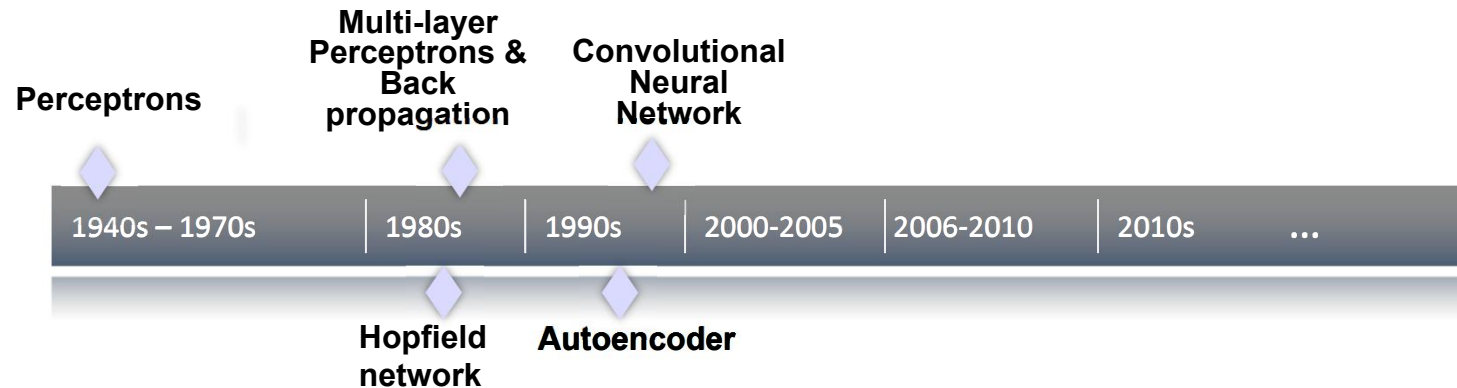 Multi-layer
Perceptrons &
Back
propagation
Convolutional
Neural
Network
Perceptrons
1940s – 1970s
1980s
1990s
2000-2005
2006-2010
2010s
...
Hopfield
network
Autoencoder